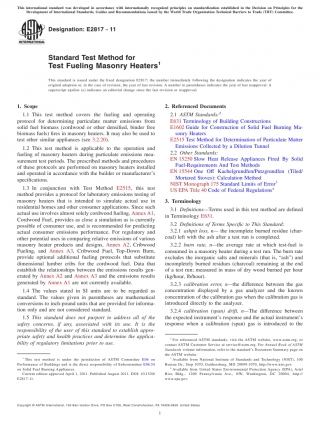 This international standard was developed in accordance with internationally recognized principles on standardization established in the Decision on Principles for the
Development of International Standards, Guides and Recommendations issued by the World Trade Organization Technical Barriers to Trade (TBT) Committee.
Designation: E2817 - 11
Standard Test Method for
Test Fueling Masonry Heaters1
This standard is issued under the fixed designation E2817; the number immediately following the designation indicates the year of
original adoption or, in the case of revision, the year of last revision. A number in parentheses indicates the year of last reapproval. A
superscript epsilon (ε) indicates an editorial change since the last revision or reapproval.
1. Scope
1.1 This test method covers the fueling and operating
protocol for determining particulate matter emissions from
solid fuel biomass (cordwood or other densified, binder free
biomass fuels) fires in masonry heaters. It may also be used to
test other similar appliances (see 3.2.20).
1.2 This test method is applicable to the operation and
fueling of masonry heaters during particulate emissions mea-
surement test periods. The prescribed methods and procedures
of these protocols are performed on masonry heaters installed
and operated in accordance with the builder or manufacturer's
specifications.
1.3 In conjunction with Test Method E2515, this test
method provides a protocol for laboratory emissions testing of
masonry heaters that is intended to simulate actual use in
residential homes and other consumer applications. Since such
actual use involves almost solely cordwood fueling, Annex A1,
Cordwood Fuel, provides as close a simulation as is currently
possible of consumer use, and is recommended for predicting
actual consumer emissions performance. For regulatory and
other potential uses in comparing relative emissions of various
masonry heater products and designs, Annex A2, Cribwood
Fueling, and Annex A3, Cribwood Fuel, Top-Down Burn,
provide optional additional fueling protocols that substitute
dimensional lumber cribs for the cordwood fuel. Data that
establish the relationships between the emissions results gen-
erated by Annex A2 and Annex A3 and the emissions results
generated by Annex A1 are not currently available.
1.4 The values stated in SI units are to be regarded as
standard. The values given in parentheses are mathematical
conversions to inch-pound units that are provided for informa-
tion only and are not considered standard.
1.5 This standard does not purport to address all of the
safety concerns, if any, associated with its use. It is the
responsibility of the user of this standard to establish appro-
priate safety and health practices and determine the applica-
bility of regulatory limitations prior to use.
1 This test method is under the jurisdiction of ASTM Committee E06 on
Performance of Buildings and is the direct responsibility of Subcommittee E06.54
on Solid Fuel Burning Appliances.
Current edition approved Aug. 1, 2011. Published August 2011. DOI: 10.1520/
E2817-11.
2. Referenced Documents
2.1 ASTM Standards:2
E631 Terminology of Building Constructions
E1602 Guide for Construction of Solid Fuel Burning Ma-
sonry Heaters
E2515 Test Method for Determination of Particulate Matter
Emissions Collected by a Dilution Tunnel
2.2 Other Standards:
EN 15250 Slow Heat Release Appliances Fired By Solid
Fuel-Requirements And Test Methods
EN 15544 One Off Kachelgrundöfen/Putzgrundöfen (Tiled/
Mortared Stoves): Calculation Method
NIST Monograph 175 Standard Limits of Error3
US EPA Title 40 Code of Federal Regulations4
3. Terminology
3.1 Definitions—Terms used in this test method are defined
in Terminology E631.
3.2 Definitions of Terms Specific to This Standard:
3.2.1 ashpit loss, n— the incomplete burned residue (char-
coal) left with the ash after a test run is completed.
3.2.2 burn rate, n—the average rate at which test-fuel is
consumed in a masonry heater during a test run. The burn rate
excludes the inorganic salts and minerals (that is, "ash") and
incompletely burned residues (charcoal) remaining at the end
of a test run; measured in mass of dry wood burned per hour
(kg/hour, lb/hour).
3.2.3 calibration error, n—the difference between the gas
concentration displayed by a gas analyzer and the known
concentration of the calibration gas when the calibration gas is
introduced directly to the analyzer.
3.2.4 calibration (span) drift, n—The difference between
the expected instrument's response and the actual instrument's
response when a calibration (span) gas is introduced to the
2 For referenced ASTM standards, visit the ASTM website, www.astm.org, or
contact ASTM Customer Service at service@astm.org. For Annual Book of ASTM
Standards volume information, refer to the standard's Document Summary page on
the ASTM website.
3 Available from National Institute of Standards and Technology (NIST), 100
Bureau Dr., Stop 1070, Gaithersburg, MD 20899-1070, http://www.nist.gov.
4 Available from United States Environmental Protection Agency (EPA), Ariel
Rios Bldg., 1200 Pennsylvania Ave., NW, Washington, DC 20004, http://
www.epa.gov.
Copyright © ASTM International, 100 Barr Harbor Drive, PO Box C700, West Conshohocken, PA 19428-2959. United States
1